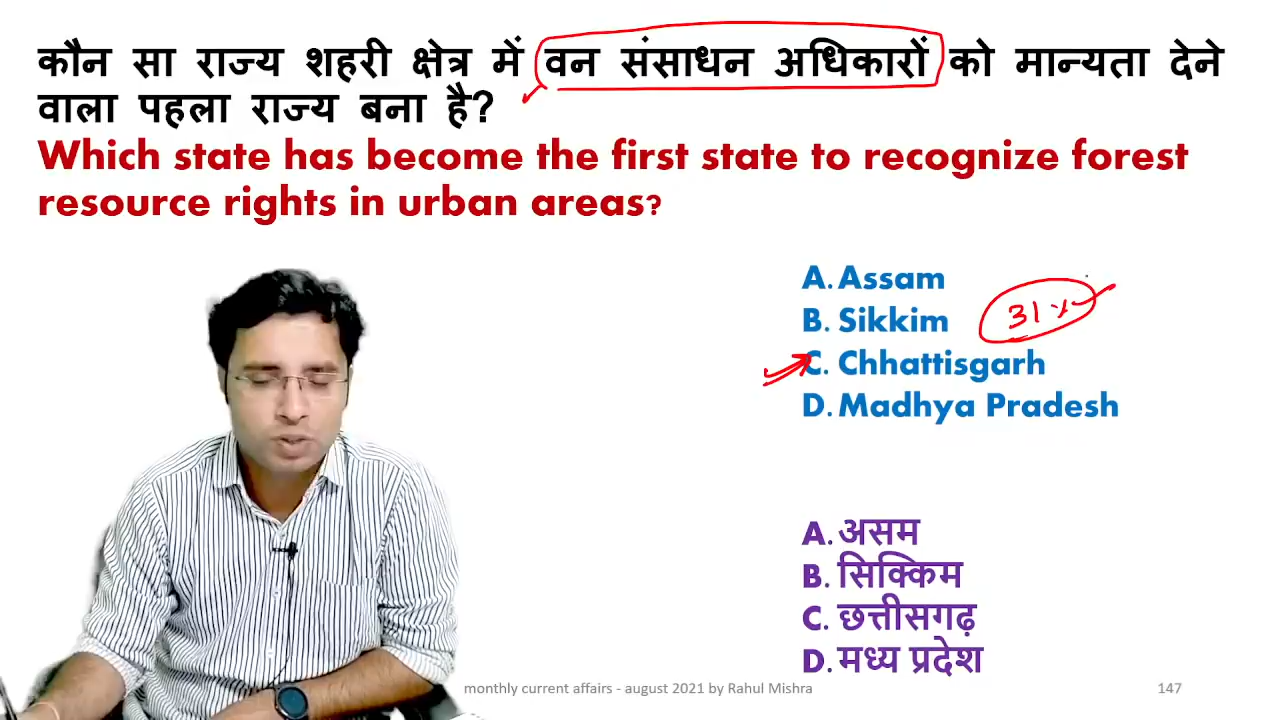 कौन सा राज्य शहरी क्षेत्र में वन संसाधन अधिकारों को मान्यता देने
वाला पहला राज्य बना है?
Which state has become the first state to recognize forest
resource rights in urban areas?
A. Assam
B. Sikkim
31
C. Chhattisgarh
D. Madhya Pradesh
A. असम
B. सिक्किम
C. छत्तीसगढ़
D. मध्य प्रदेश
monthly current affairs - august 2021 by Rahul Mishra
147